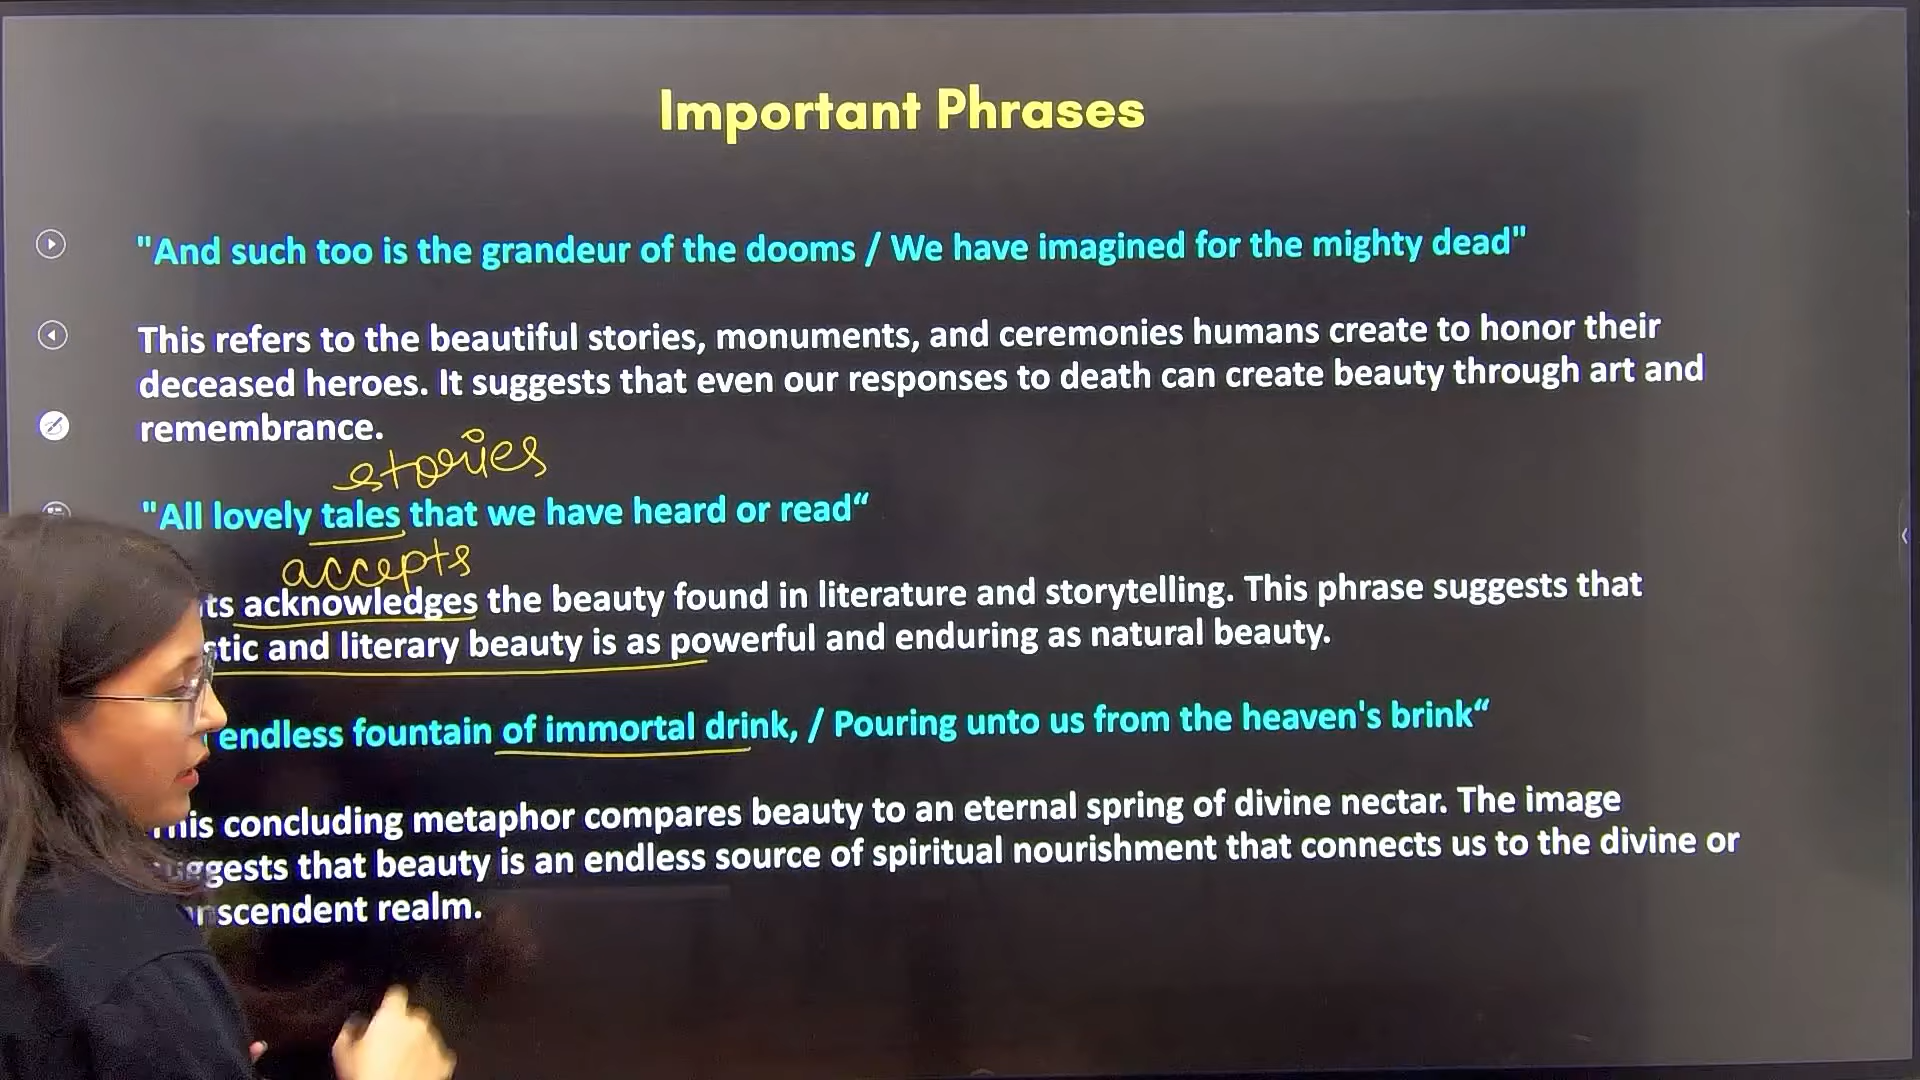 Important Phrases
"And such too is the grandeur of the dooms / We have imagined for the mighty dead"
This refers to the beautiful stories, monuments, and ceremonies humans create to honor their
deceased heroes. It suggests that even our responses to death can create beauty through art and
remembrance.
stories
"All lovely tales that we have heard or read“
accepts
acknowledges the beauty found in literature and storytelling. This phrase suggests that
and literary beauty is as powerful and enduring as natural beauty.
endless fountain of immortal drink, / Pouring unto us from the heaven's brink“
This concluding metaphor compares beauty to an eternal spring of divine nectar. The image
suggests that beauty is an endless source of spiritual nourishment that connects us to the divine or
realm.